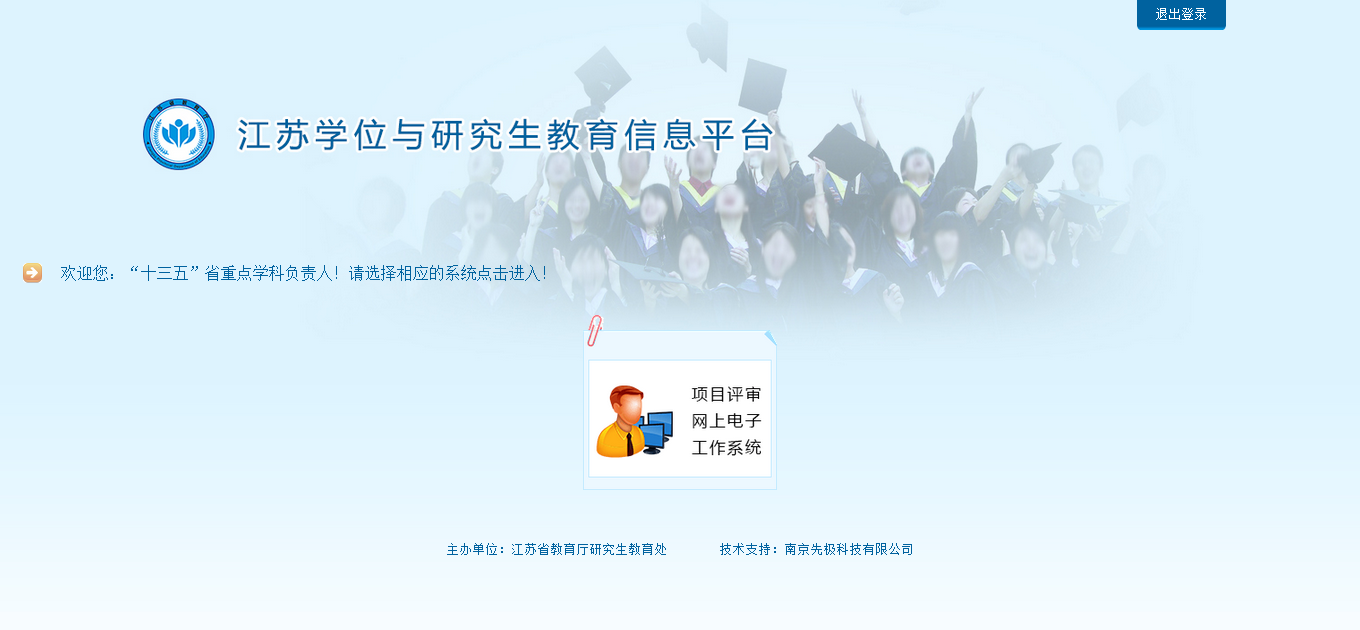 退出登录
江苏学位与研究生教育信息平台
欢迎您：“十三五”省重点学科负责人！请选择相应的系统点击进入！
项目评审
网上电子
工作系统
主办单位：江苏省教育厅研究生教育处 技术支持：南京先极科技有限公司